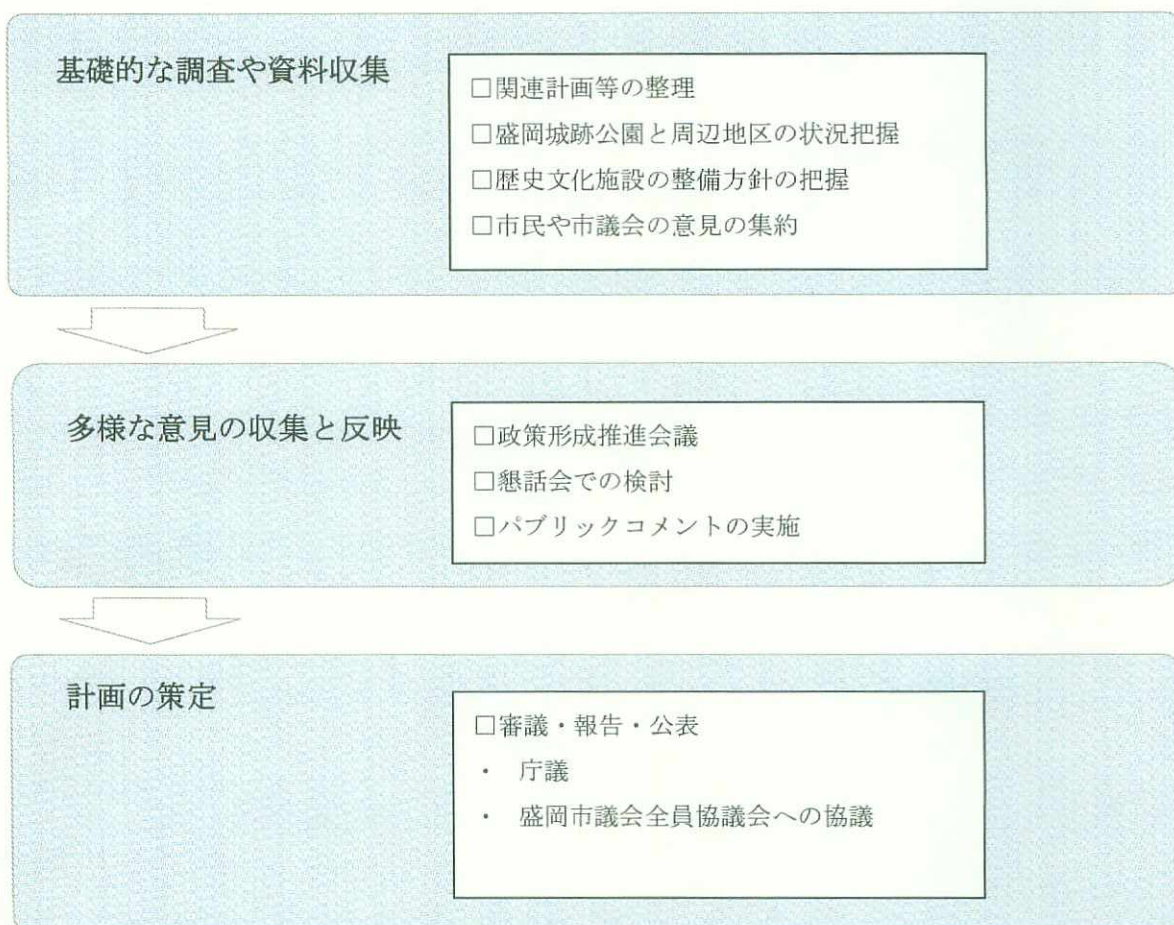 基礎的な調査や資料収集
□関連計画等の整理
□盛岡城跡公園と周辺地区の状況把握
□歴史文化施設の整備方針の把握
□市民や市議会の意見の集約
多様な意見の収集と反映
□政策形成推進会議
□懇話会での検討
□パブリックコメントの実施
計画の策定
□審議・報告・公表
・ 庁議
・ 盛岡市議会全員協議会への協議